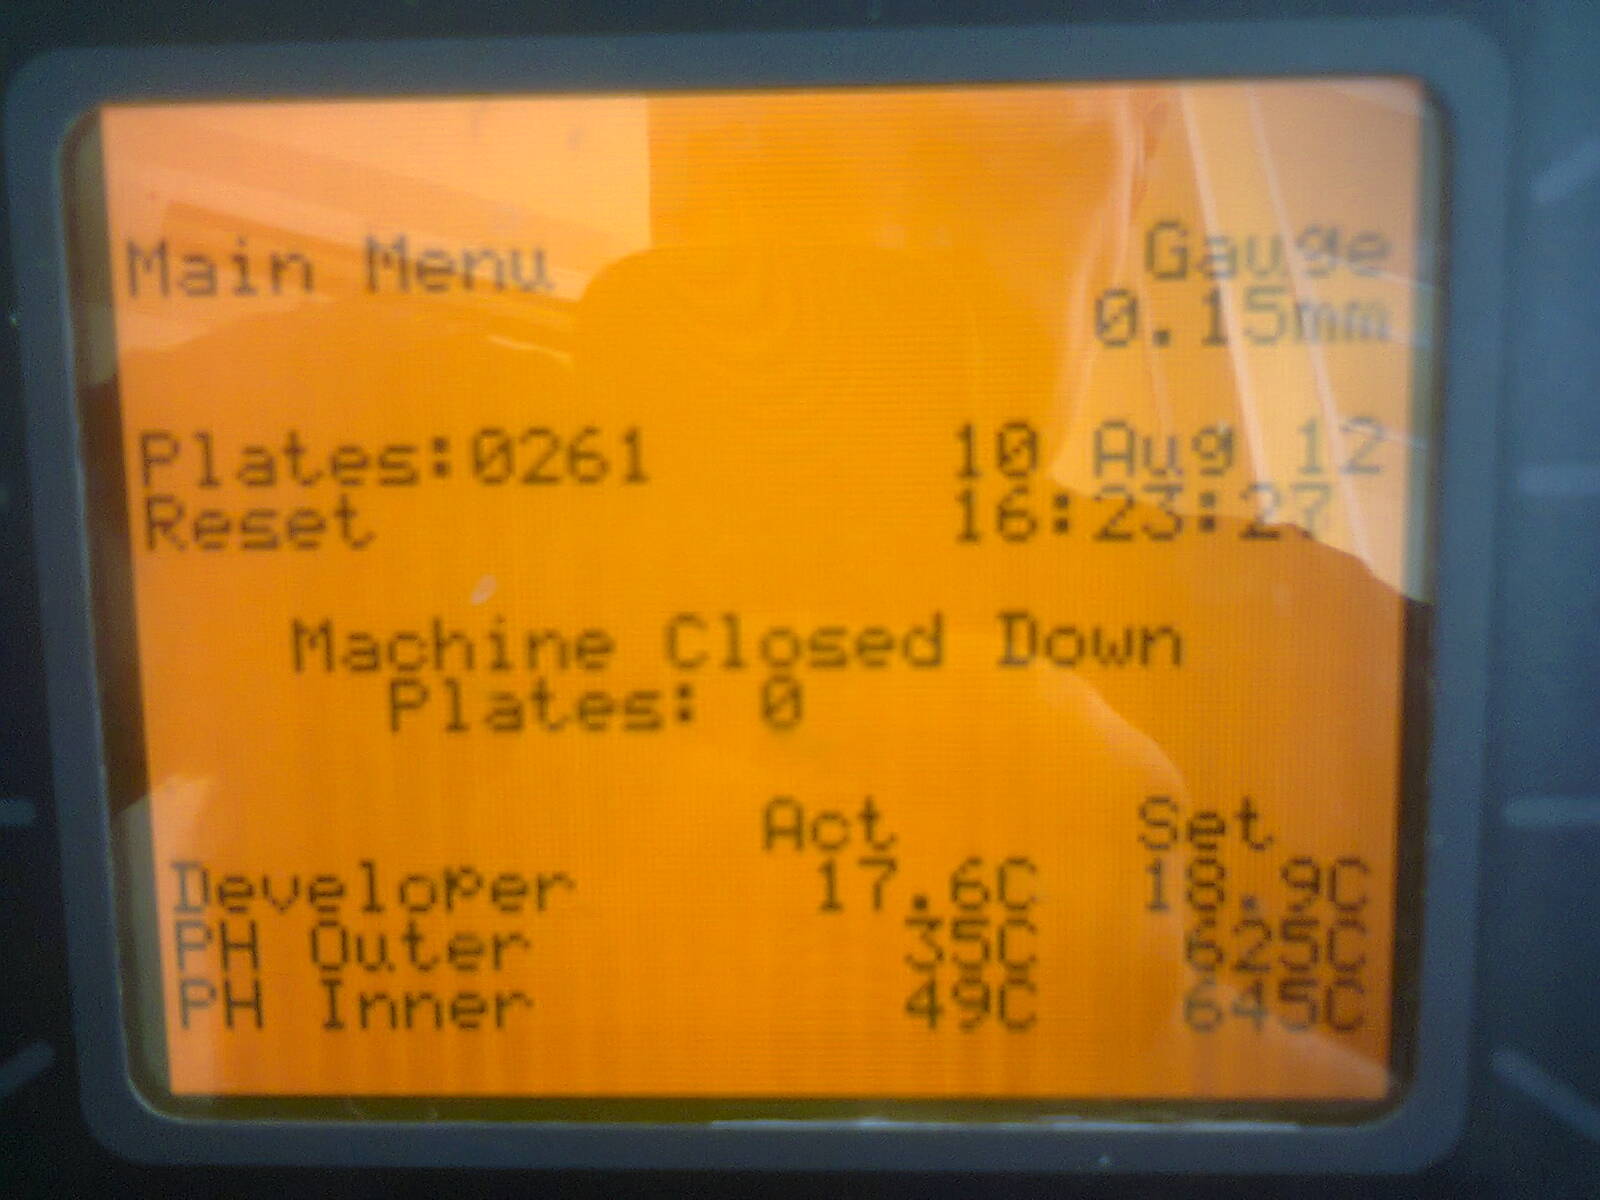 Main Menu Gauge
0.15mm
Plates:0261 10 Aug 12
Reset 16:23:27
Machine Closed Down
Plates: 0
Act Set
Developer 17.6C 18.9C
PH Outer 35C 625C
PH Inner 49C 645C